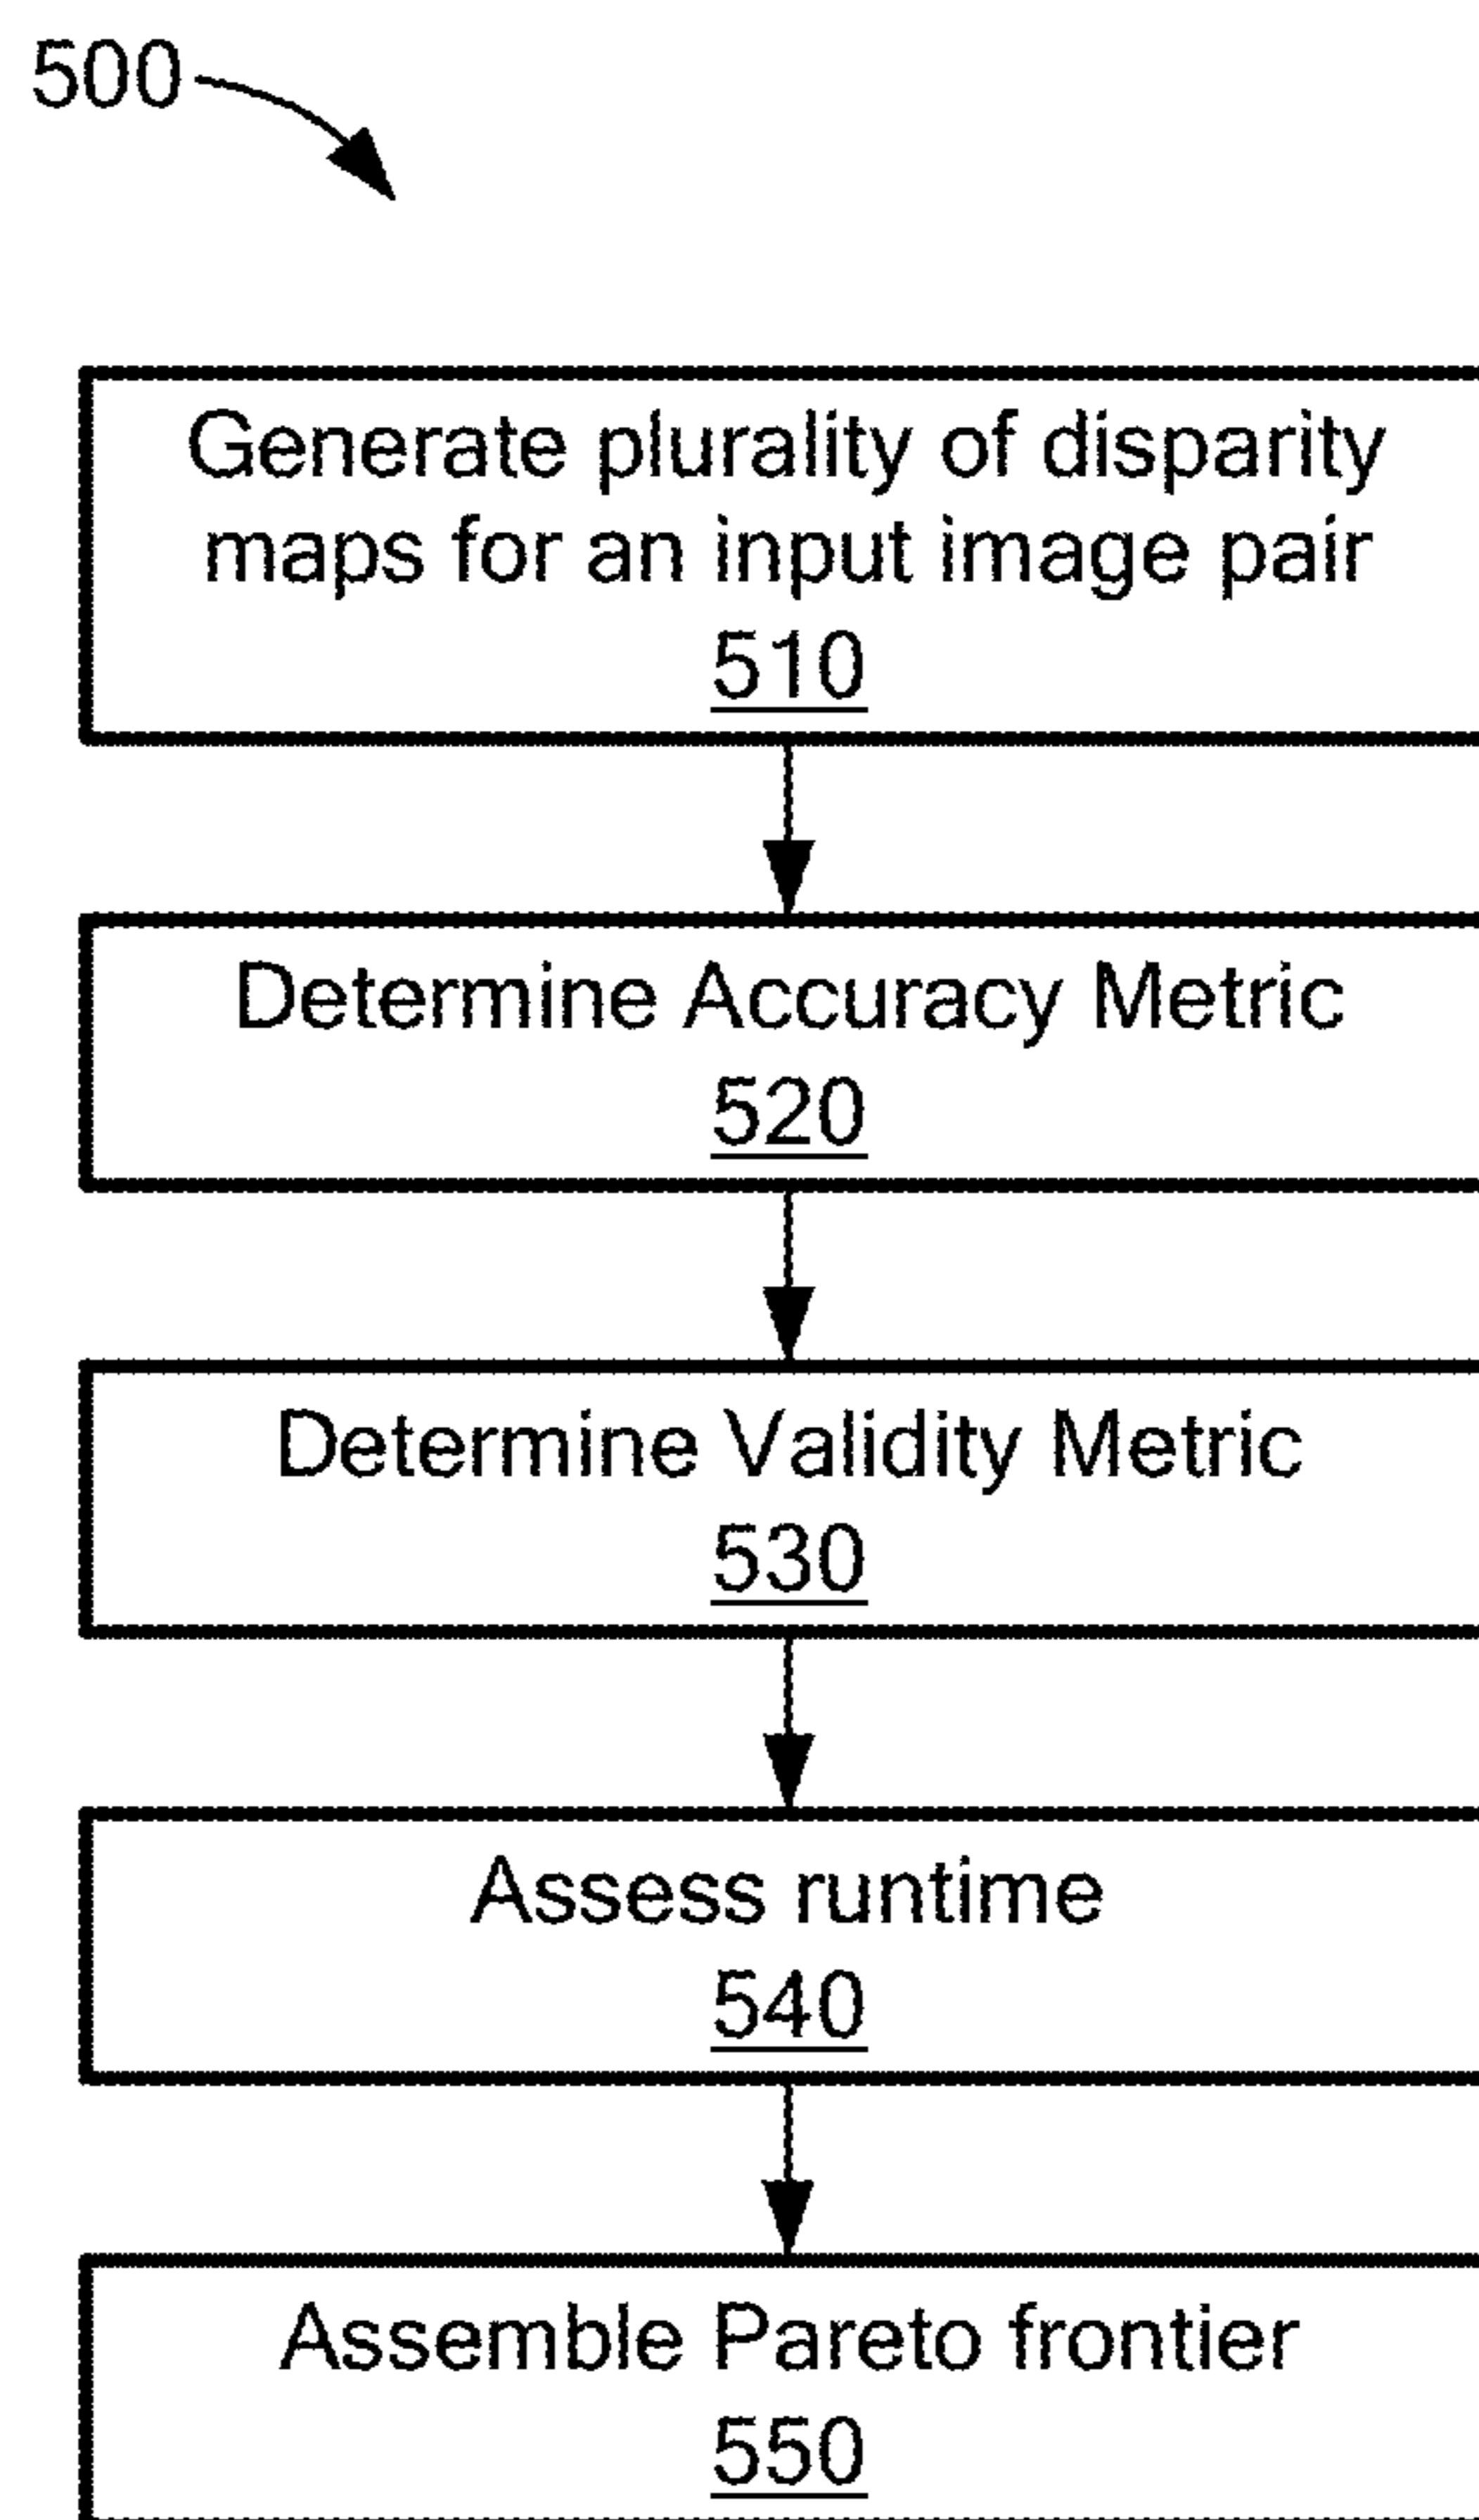 500
Generate plurality of disparity
maps for an input image pair
510
Determine Accuracy Metric
520
Determine Validity Metric
530
Assess runtime
540
Assemble Pareto frontier
550